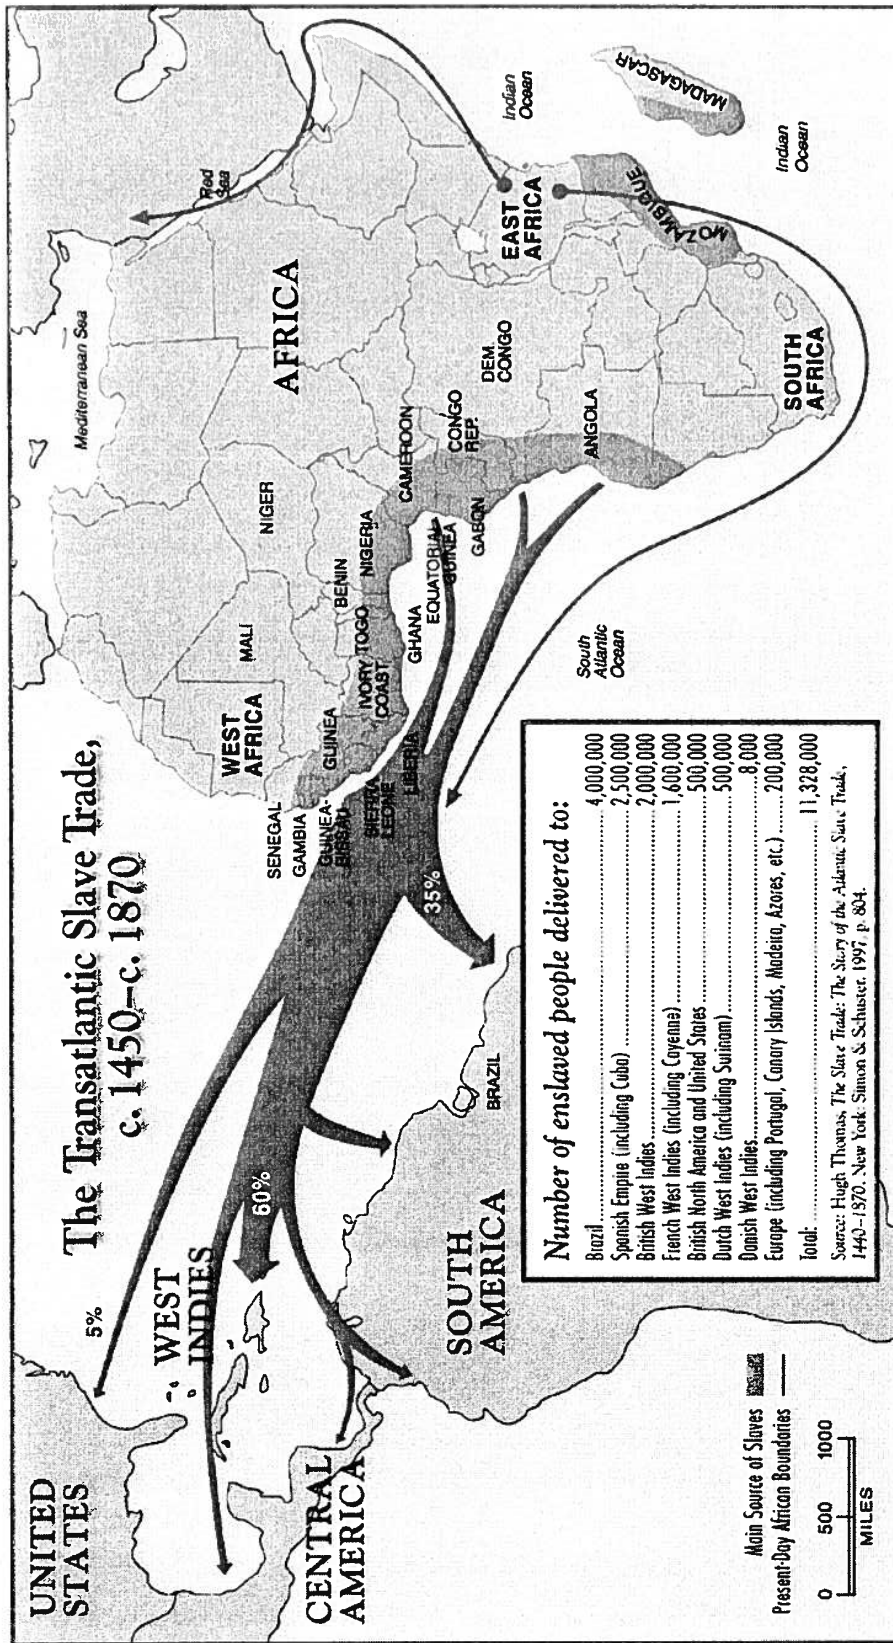 The Transatlantic Slave Trade,
c. 1450–c. 1870
UNITED
STATES
5%
WEST
INDIES
60%
CENTRAL
AMERICA
SOUTH
AMERICA
BRAZIL
35%
Mediterranean Sea
Red
Sea
AFRICA
WEST
AFRICA
MALI
NIGER
SENEGAL
GAMBIA
GUINEA-
BISSAU
GUINEA
SIERRA
LEONE
LIBERIA
IVORY
COAST
GHANA
TOGO
BENIN
NIGERIA
CAMEROON
EQUATORIAL
GUINEA
GABON
CONGO
REP.
DEM.
CONGO
ANGOLA
EAST
AFRICA
MOZAMBIQUE
MADAGASCAR
SOUTH
AFRICA
Indian
Ocean
Indian
Ocean
South
Atlantic
Ocean
Number of enslaved people delivered to:
Brazil..........4,000,000
Spanish Empire (including Cuba)..........2,500,000
British West Indies..........2,000,000
French West Indies (including Cayenne)..........1,600,000
British North America and United States..........500,000
Dutch West Indies (including Surinam)..........500,000
Danish West Indies..........8,000
Europe (including Portugal, Canary Islands, Madeira, Azores, etc.)....200,000
Total:..........11,328,000
Source: Hugh Thomas, The Slave Trade: The Story of the Atlantic Slave Trade,
1440–1870. New York: Simon & Schuster, 1997, p. 804.
Main Source of Slaves
Present-Day African Boundaries
0 500 1000
MILES